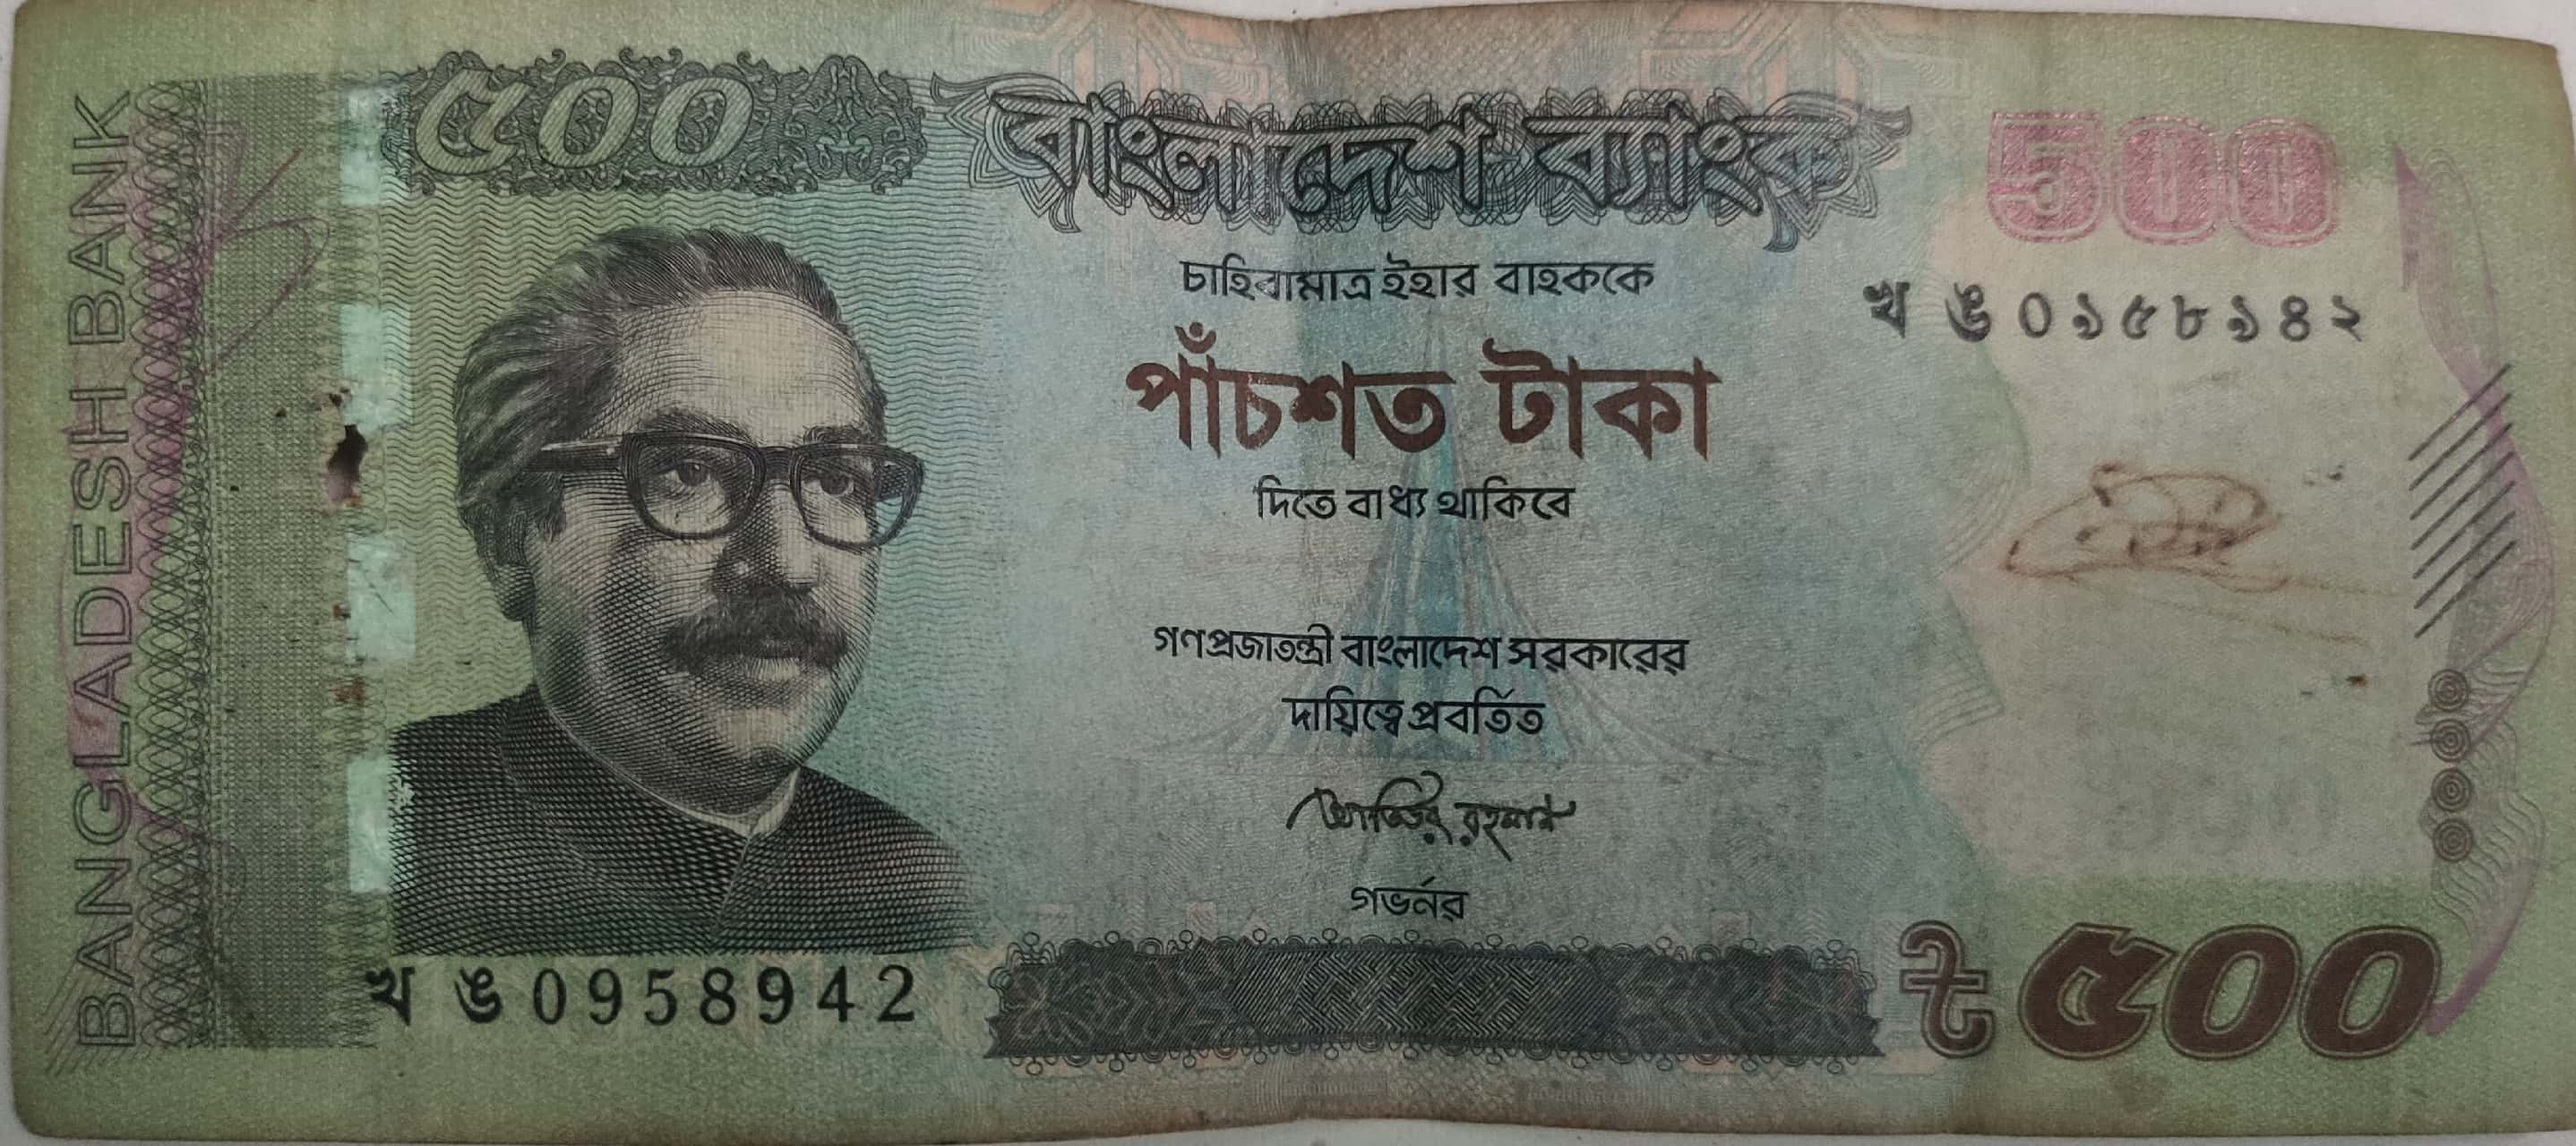 BANGLADESH BANK
৫০০
বাংলাদেশ ব্যাংক
500
চাহিবামাত্র ইহার বাহককে
খ ঙ ০৯৫৮৯৪২
পাঁচশত টাকা
দিতে বাধ্য থাকিবে
গণপ্রজাতন্ত্রী বাংলাদেশ সরকারের
দায়িত্বে প্রবর্তিত
আতিউর রহমান
গভর্নর
খ ঙ 0958942
৳ ৫০০